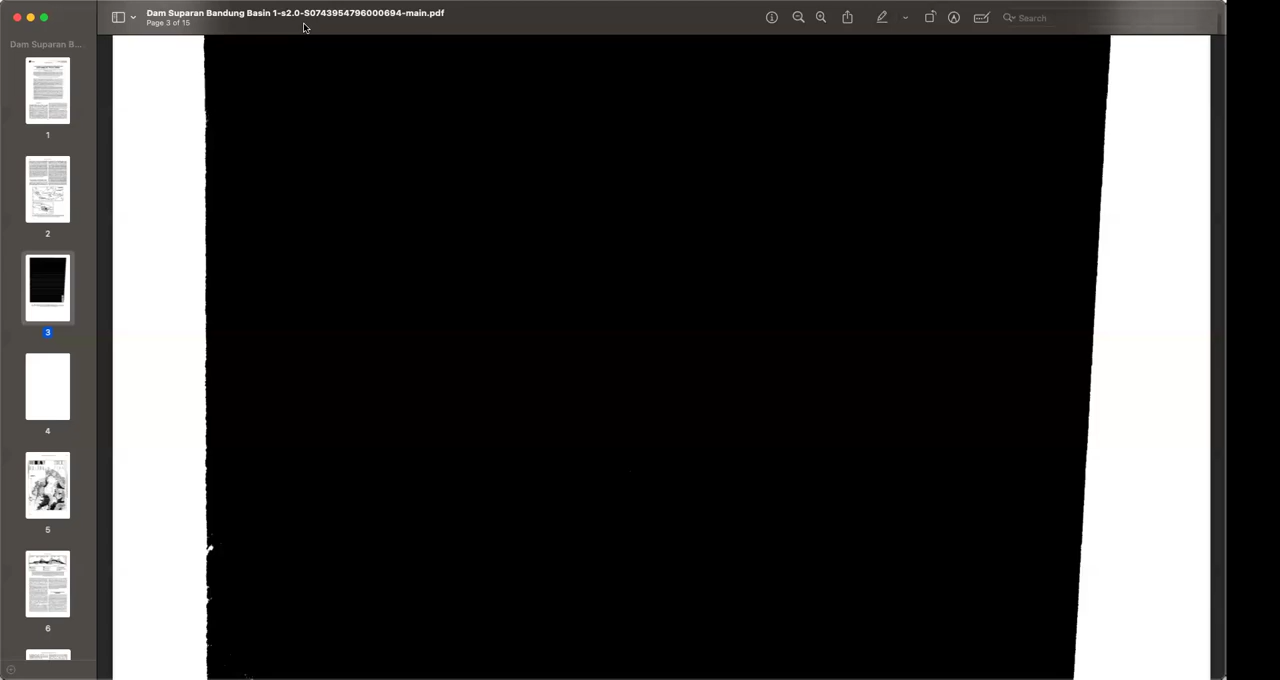 Dam Suparan Bandung Basin 1-s2.0-S0743954796000694-main.pdf
Page 3 of 15
Search
Dam Suparan B...
1
2
3
4
5
6